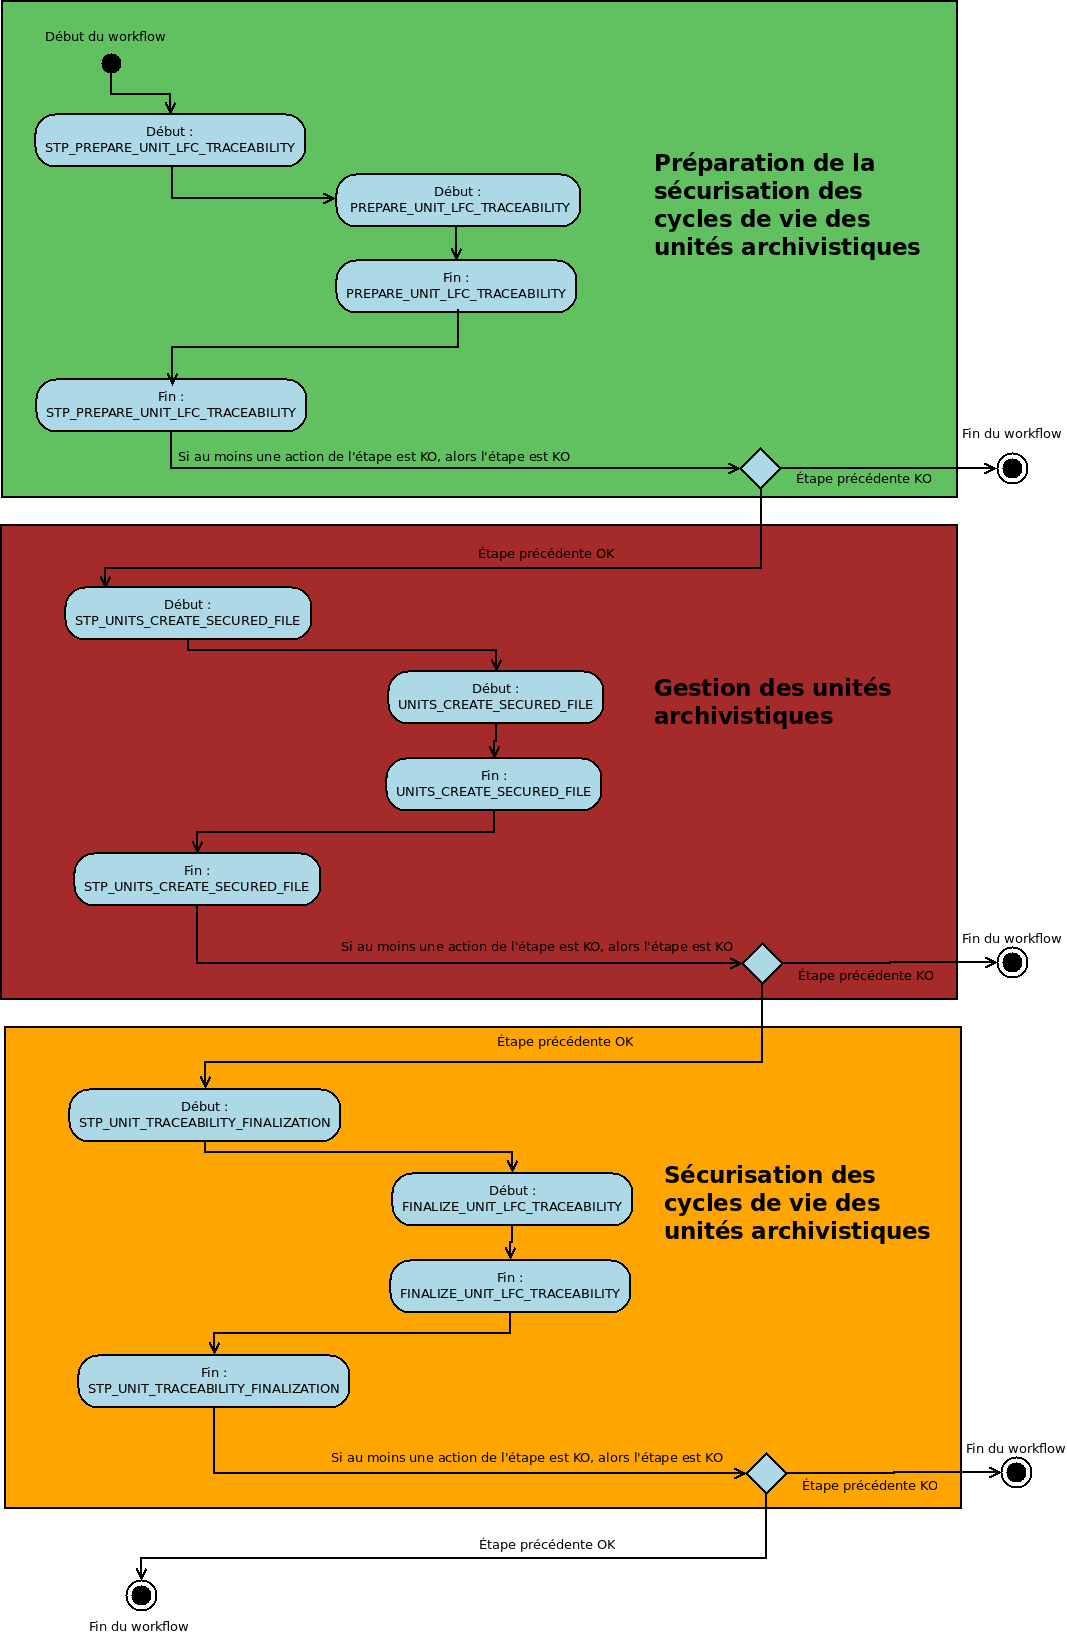 Début du workflow
Début :
STP_PREPARE_UNIT_LFC_TRACEABILITY
Préparation de la
sécurisation des
cycles de vie des
unités archivistiques
Début :
PREPARE_UNIT_LFC_TRACEABILITY
Fin :
PREPARE_UNIT_LFC_TRACEABILITY
Fin :
STP_PREPARE_UNIT_LFC_TRACEABILITY
Si au moins une action de l'étape est KO, alors l'étape est KO
Fin du workflow
Étape précédente KO
Étape précédente OK
Début :
STP_UNITS_CREATE_SECURED_FILE
Gestion des unités
archivistiques
Début :
UNITS_CREATE_SECURED_FILE
Fin :
UNITS_CREATE_SECURED_FILE
Fin :
STP_UNITS_CREATE_SECURED_FILE
Si au moins une action de l'étape est KO, alors l'étape est KO
Fin du workflow
Étape précédente KO
Étape précédente OK
Début :
STP_UNIT_TRACEABILITY_FINALIZATION
Sécurisation des
cycles de vie des
unités archivistiques
Début :
FINALIZE_UNIT_LFC_TRACEABILITY
Fin :
FINALIZE_UNIT_LFC_TRACEABILITY
Fin :
STP_UNIT_TRACEABILITY_FINALIZATION
Si au moins une action de l'étape est KO, alors l'étape est KO
Fin du workflow
Étape précédente KO
Étape précédente OK
Fin du workflow